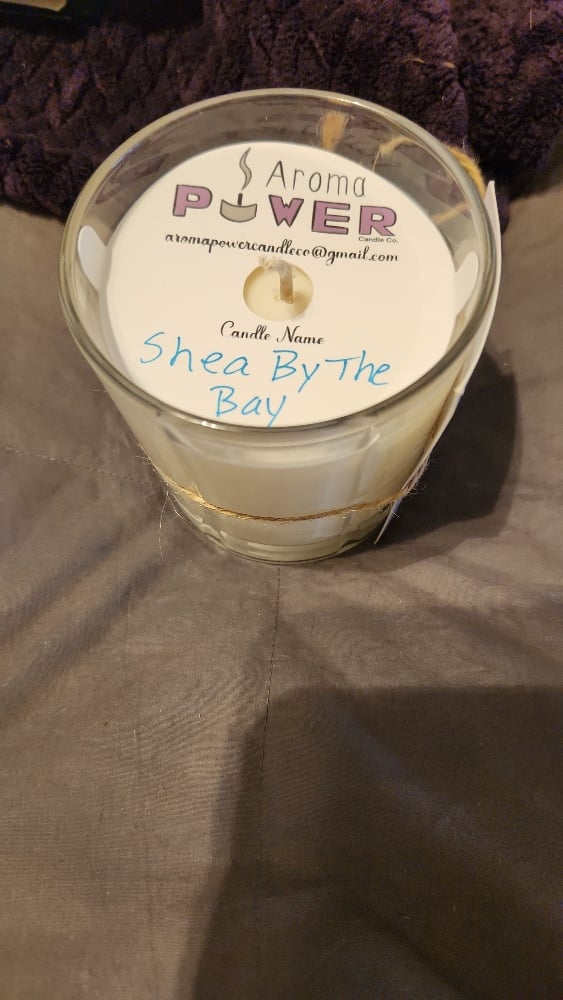 Aroma
POWER
Candle Co.
aromapowercandleco@gmail.com
Candle Name
Shea By The
Bay